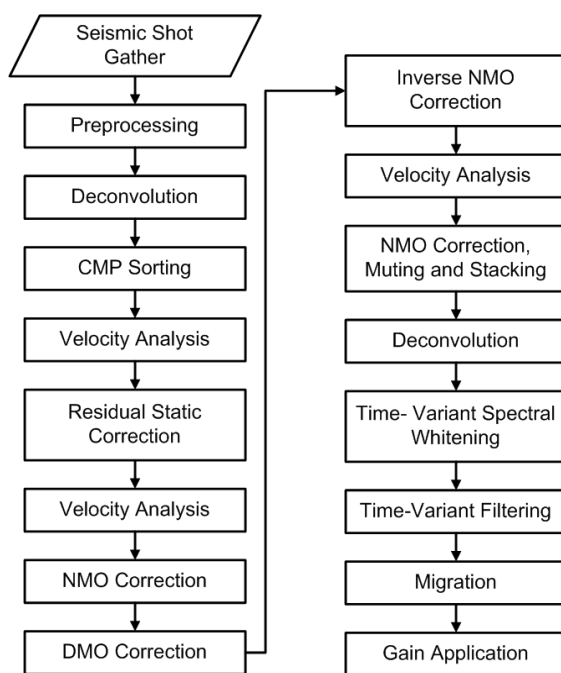 Seismic Shot
Gather
Preprocessing
Deconvolution
CMP Sorting
Velocity Analysis
Residual Static
Correction
Velocity Analysis
NMO Correction
DMO Correction
Inverse NMO
Correction
Velocity Analysis
NMO Correction,
Muting and Stacking
Deconvolution
Time- Variant Spectral
Whitening
Time-Variant Filtering
Migration
Gain Application